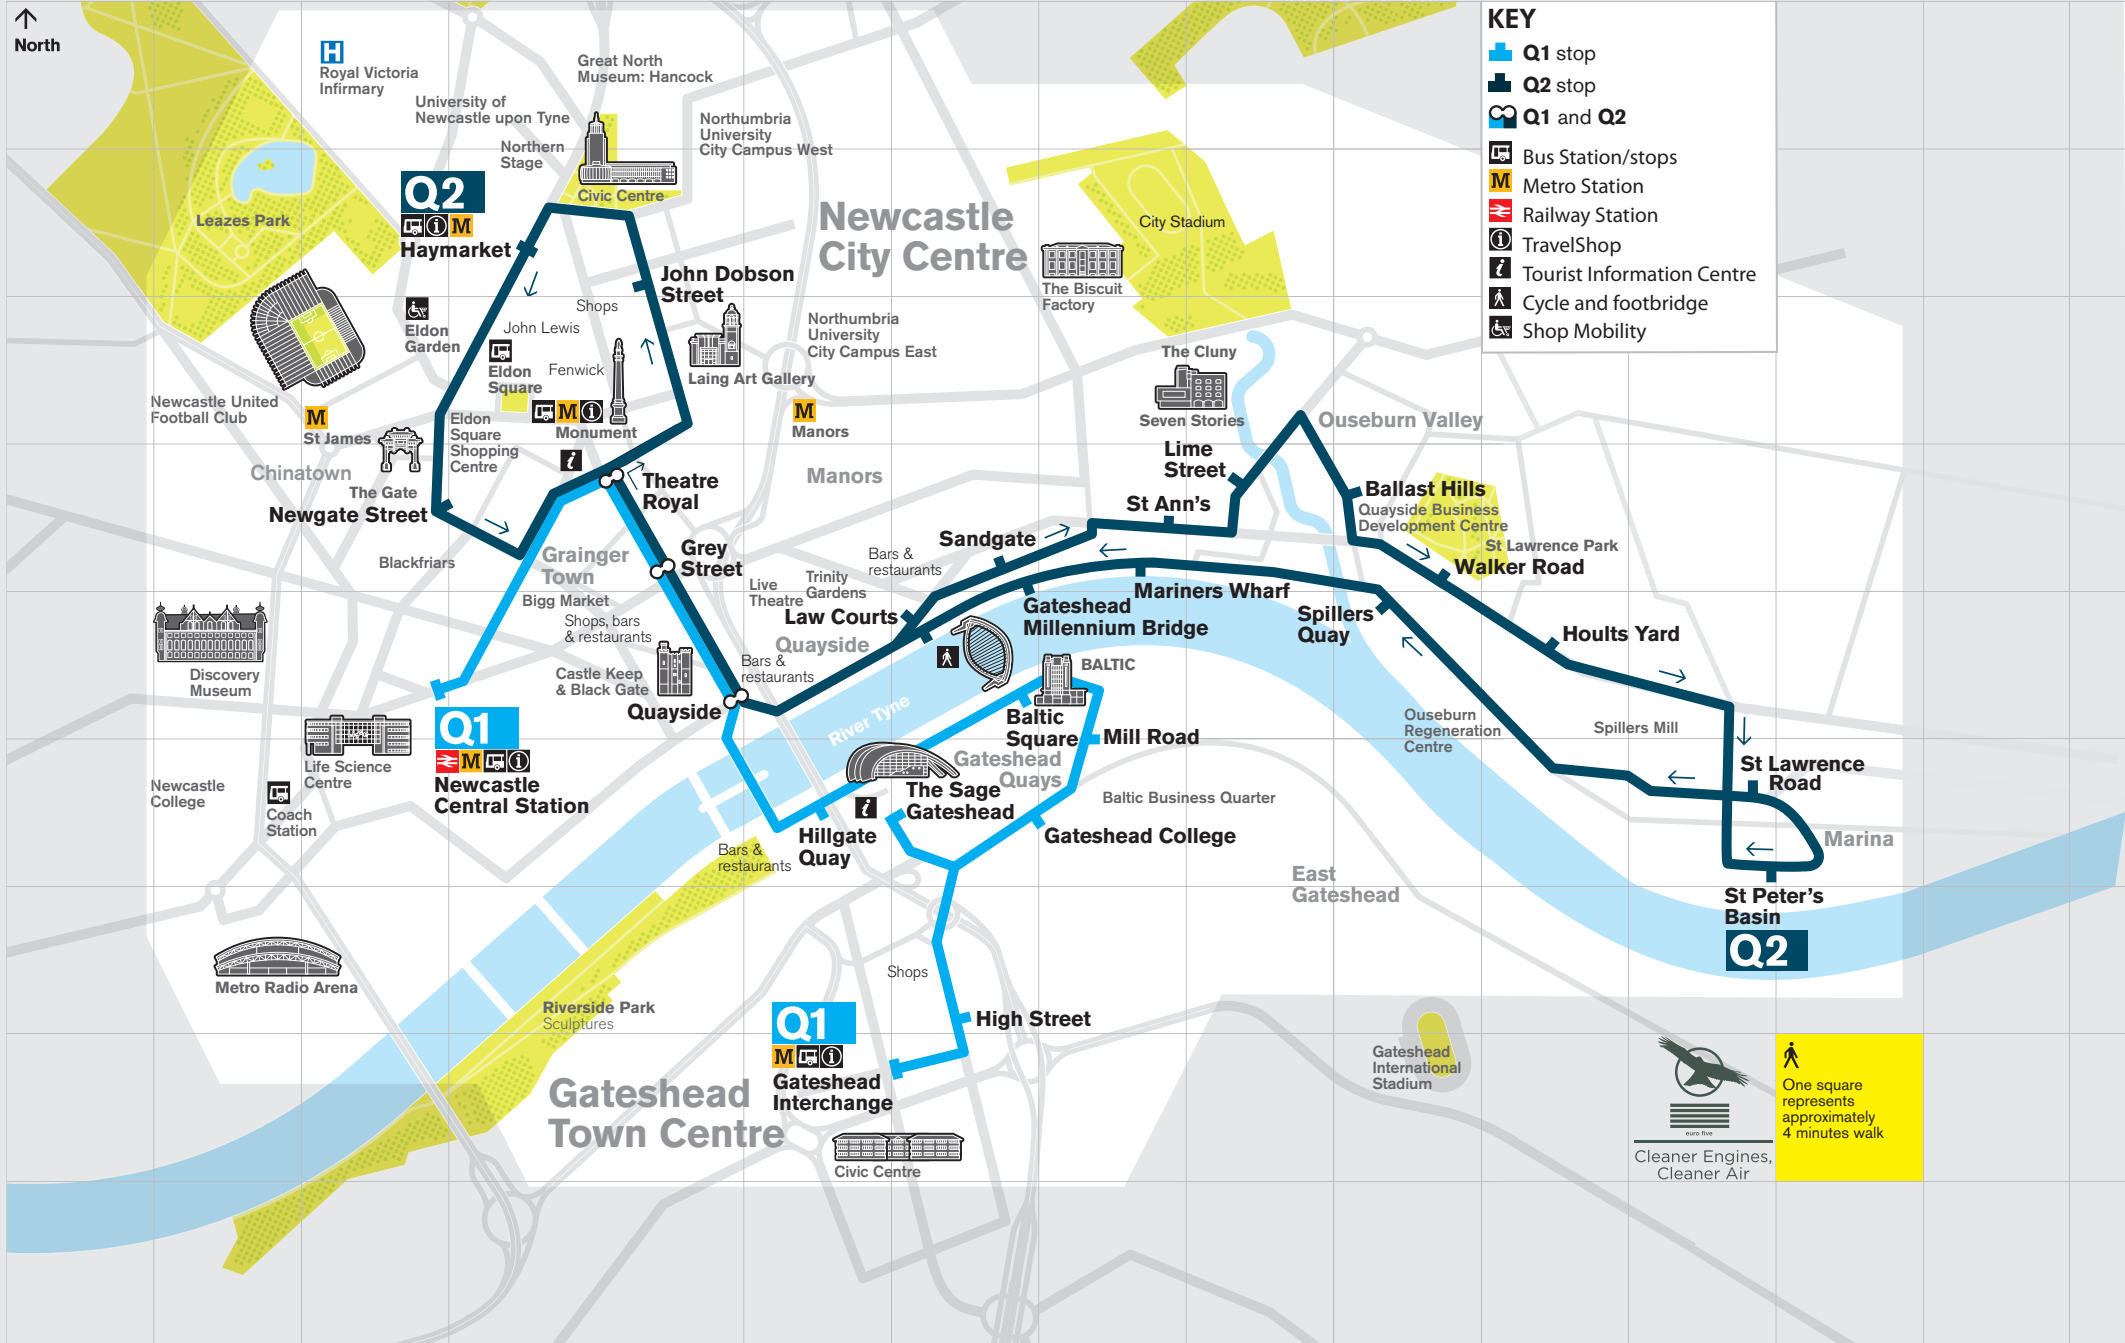 North
H
Royal Victoria
Infirmary
Great North
Museum: Hancock
University of
Newcastle upon Tyne
Northern
Stage
Northumbria
University
City Campus West
Civic Centre
Leazes Park
Q2
M
Haymarket
Newcastle
City Centre
John Dobson
Street
Shops
John Lewis
Eldon
Garden
Eldon
Square
Fenwick
M
Monument
Laing Art Gallery
Northumbria
University
City Campus East
M
Manors
Manors
City Stadium
The Biscuit
Factory
The Cluny
Seven Stories
Ouseburn Valley
Newcastle United
Football Club
M
St James
Chinatown
Eldon
Square
Shopping
Centre
The Gate
Newgate Street
Theatre
Royal
Blackfriars
Grainger
Town
Grey
Street
Bigg Market
Shops, bars
& restaurants
Live
Theatre
Trinity
Gardens
Bars &
restaurants
Law Courts
Quayside
Bars &
restaurants
Castle Keep
& Black Gate
Quayside
Sandgate
St Ann's
Lime
Street
Ballast Hills
Quayside Business
Development Centre
St Lawrence Park
Walker Road
Mariners Wharf
Gateshead
Millennium Bridge
Spillers
Quay
Hoults Yard
Discovery
Museum
Life Science
Centre
Newcastle
College
Coach
Station
Q1
M
Newcastle
Central Station
River Tyne
BALTIC
Baltic
Square
Mill Road
Gateshead
Quays
The Sage
Gateshead
Baltic Business Quarter
Hillgate
Quay
Gateshead College
Bars &
restaurants
Ouseburn
Regeneration
Centre
Spillers Mill
St Lawrence
Road
Marina
St Peter's
Basin
Q2
East
Gateshead
Metro Radio Arena
Riverside Park
Sculptures
Shops
High Street
Q1
M
Gateshead
Interchange
Gateshead
Town Centre
Civic Centre
Gateshead
International
Stadium
KEY
Q1 stop
Q2 stop
Q1 and Q2
Bus Station/stops
M Metro Station
Railway Station
TravelShop
Tourist Information Centre
Cycle and footbridge
Shop Mobility
euro five
Cleaner Engines,
Cleaner Air
One square
represents
approximately
4 minutes walk